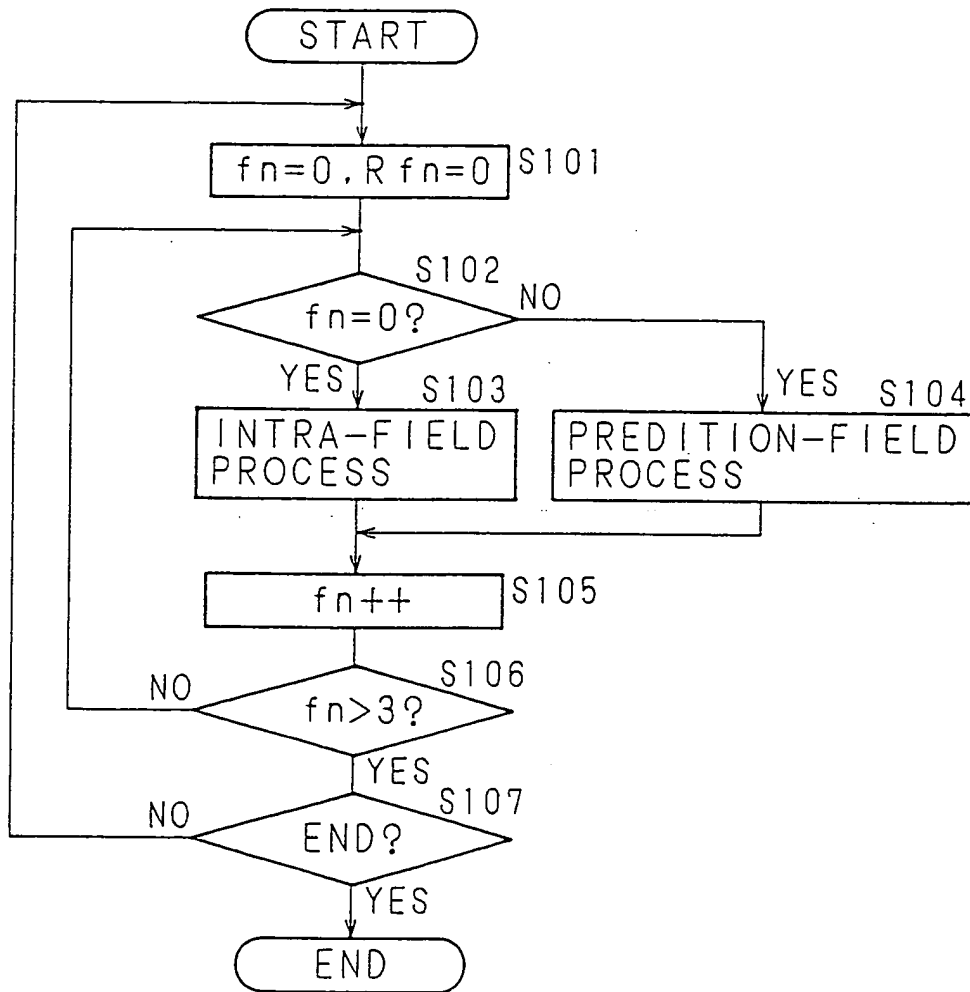 START
fn=0, Rfn=0
S101
S102
fn=0?
NO
YES
S103
YES
S104
INTRA-FIELD
PROCESS
PREDITION-FIELD
PROCESS
fn++
S105
S106
NO
fn>3?
YES
S107
NO
END?
YES
END